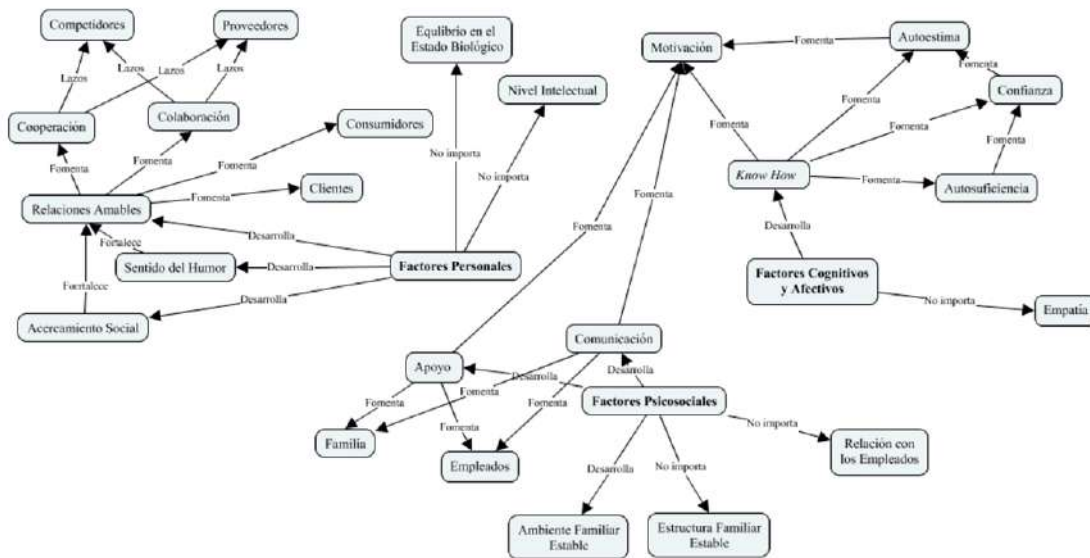 Competidores
Proveedores
Equlibrio en el
Estado Biológico
Motivación
Fomenta
Autoestima
Lazos
Lazos
Lazos
Lazos
Fomenta
Nivel Intelectual
Confianza
Cooperación
Colaboración
Consumidores
Fomenta
Fomenta
Fomenta
Fomenta
No importa
Fomenta
Fomenta
Fomenta
Know How
Fomenta
Autosuficiencia
No importa
Clientes
Fomenta
Relaciones Amables
Fomenta
Desarrolla
Desarrolla
Fortalece
Sentido del Humor
Desarrolla
Factores Personales
Factores Cognitivos
y Afectivos
Forrtalece
Desarrolla
No importa
Empatía
Acercamiento Social
Comunicación
Apoyo
Desarrolla
Desarrolla
Fomenta
Fomenta
Fomenta
Factores Psicosociales
Fomenta
No importa
Familia
Empleados
Relación con
los Empleados
Desarrolla
No importa
Ambiente Familiar
Estable
Estructura Familiar
Estable